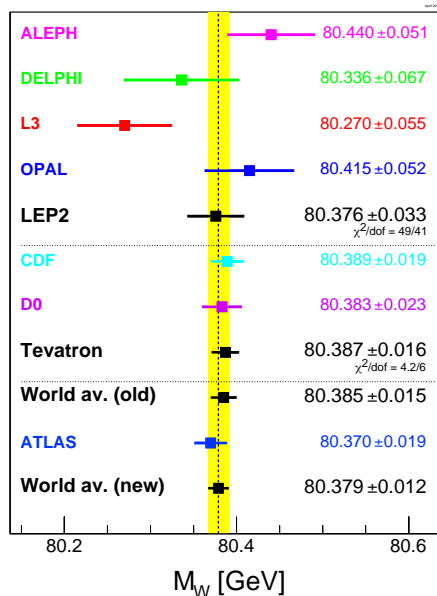 ALEPH 80.440 ±0.051
DELPHI 80.336 ±0.067
L3 80.270 ±0.055
OPAL 80.415 ±0.052
LEP2 80.376 ±0.033
χ²/dof = 49/41
CDF 80.389 ±0.019
D0 80.383 ±0.023
Tevatron 80.387 ±0.016
χ²/dof = 4.2/6
World av. (old) 80.385 ±0.015
ATLAS 80.370 ±0.019
World av. (new) 80.379 ±0.012
80.2 80.4 80.6
M_W [GeV]